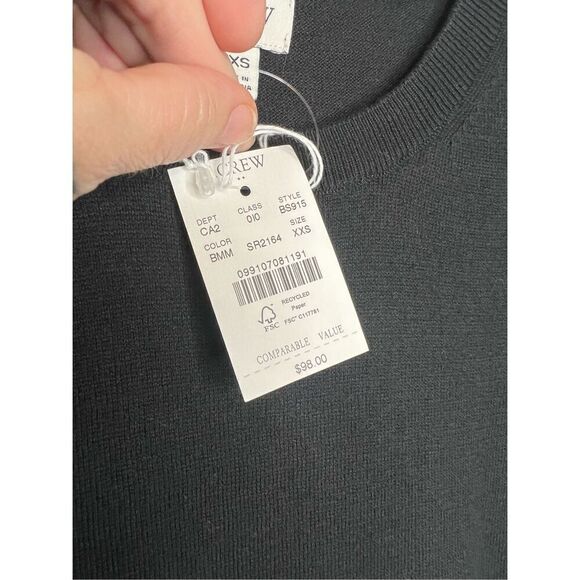 W
XS
IN
CREW
DEPT CLASS STYLE
CA2 010 BS915
COLOR SIZE
BMM SR2164 XXS
099107081191
RECYCLED
Paper
FSC FSC® C117781
COMPARABLE VALUE
$98.00